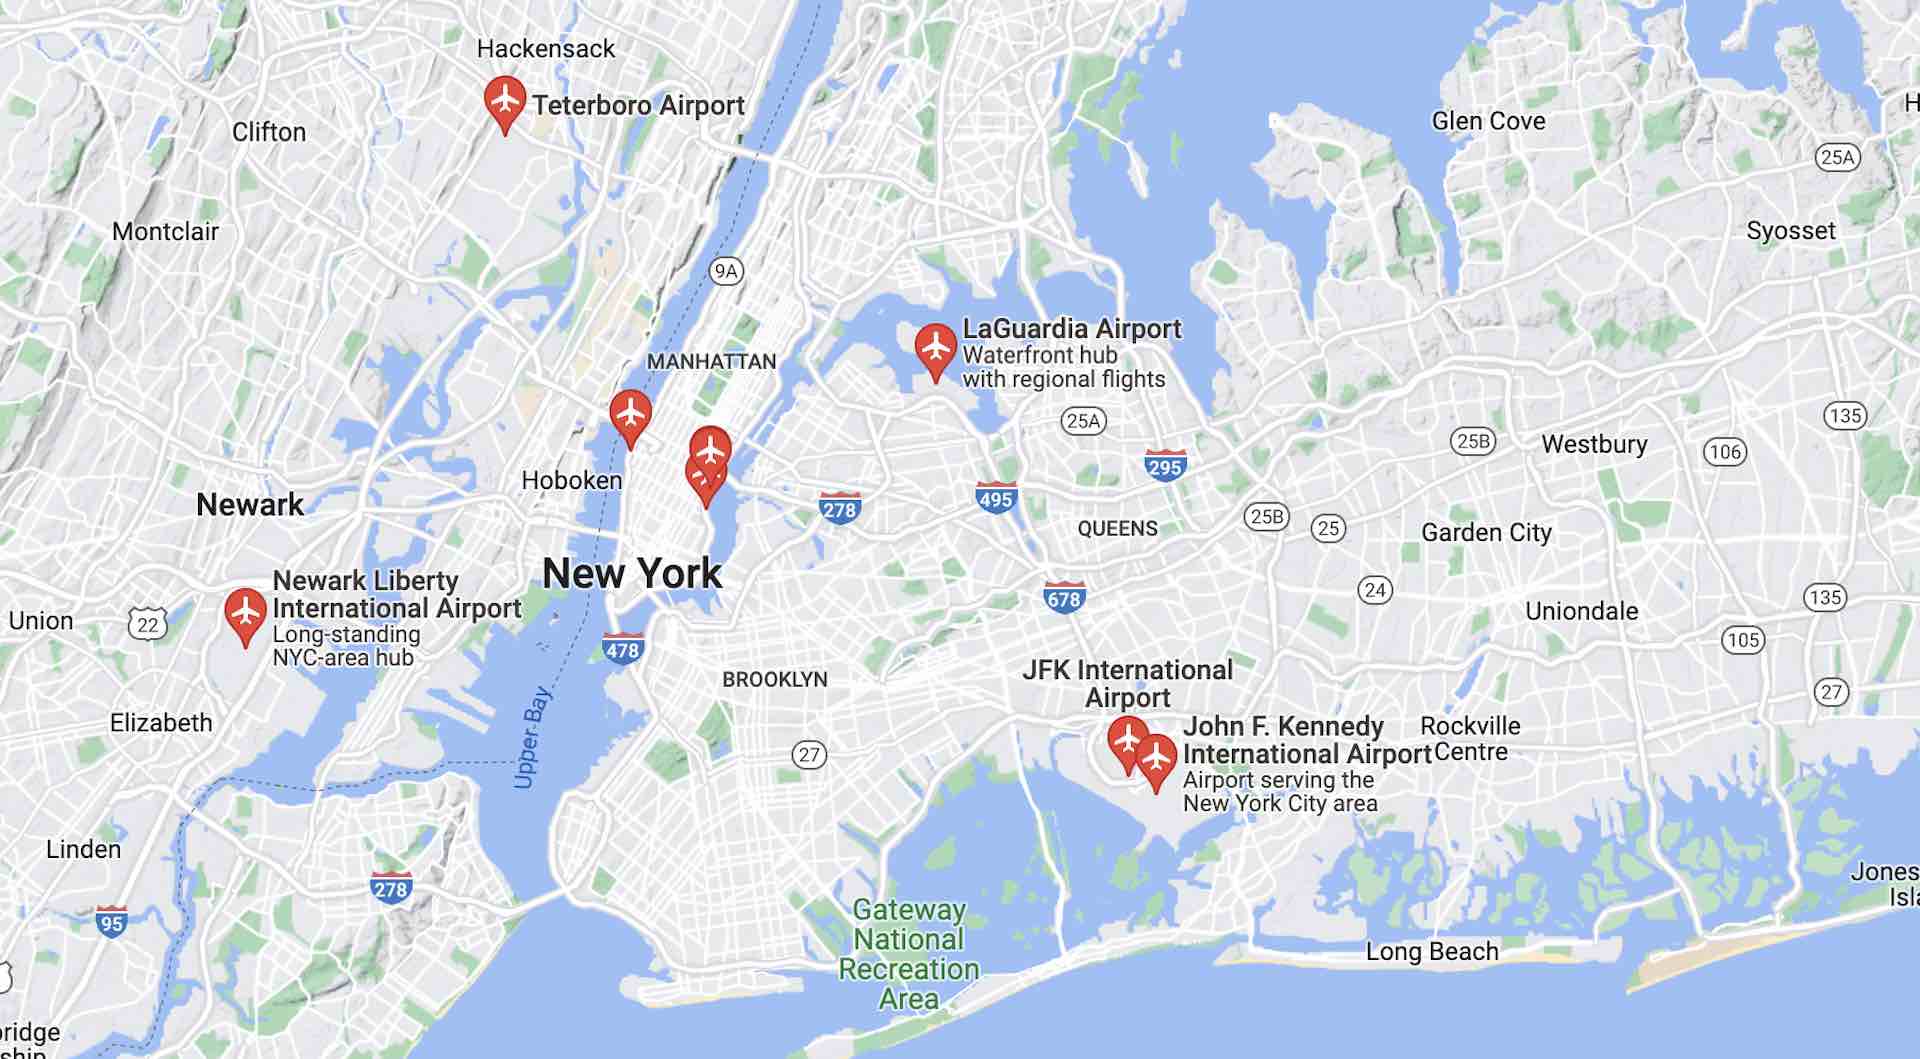 Hackensack
Teterboro Airport
Clifton
Glen Cove
25A
Montclair
Syosset
9A
LaGuardia Airport
Waterfront hub
with regional flights
MANHATTAN
25A
135
25B
Westbury
106
295
Hoboken
495
278
Newark
25B
25
QUEENS
Garden City
New York
Newark Liberty
International Airport
Long-standing
NYC-area hub
22
Union
678
24
135
Uniondale
105
478
JFK International
Airport
BROOKLYN
27
Elizabeth
Upper Bay
John F. Kennedy
International Airport
Airport serving the
New York City area
Rockville
Centre
27
Linden
278
95
Jones
Isla
Gateway
National
Recreation
Area
Long Beach
oridge
ship
H